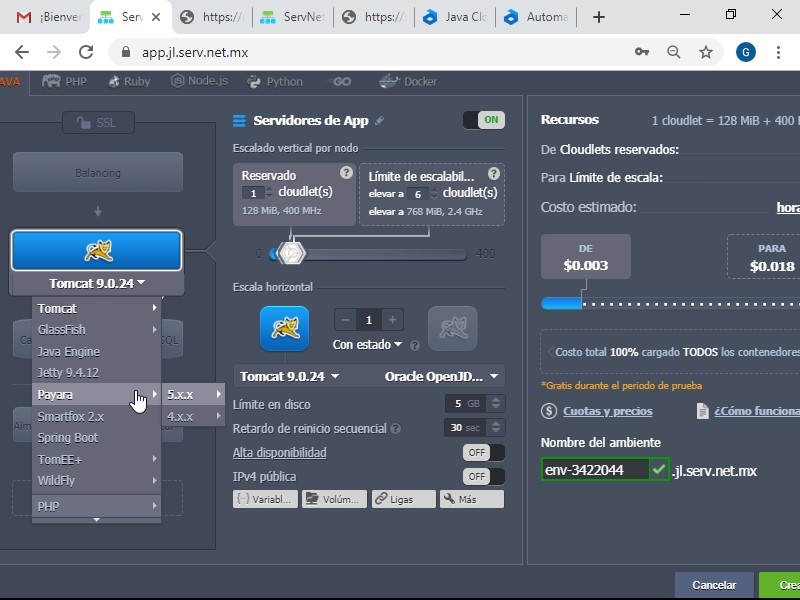 ¡Bienven
Serv
https://
ServNet
https://
Java Clo
Automa
app.jl.serv.net.mx
G
AVA
PHP
Ruby
Node.js
Python
GO
Docker
SSL
Balancing
Tomcat 9.0.24
Tomcat
GlassFish
Java Engine
Jetty 9.4.12
Payara
Smartfox 2.x
Spring Boot
TomEE+
WildFly
PHP
5.x.x
4.x.x
Ca
QL
Alm
Servidores de App
ON
Escalado vertical por nodo
Reservado
?
1 cloudlet(s)
128 MiB, 400 MHz
Límite de escalabil...
?
elevar a 6 cloudlet(s)
elevar a 768 MiB, 2.4 GHz
0
400
Escala horizontal
1
Con estado
?
Tomcat 9.0.24
Oracle OpenJD...
Límite en disco
5 GB
Retardo de reinicio secuencial
?
30 sec
Alta disponibilidad
OFF
IPv4 pública
OFF
Variabl...
Volúm...
Ligas
Más
Recursos
1 cloudlet = 128 MiB + 400 M
De Cloudlets reservados:
Para Límite de escala:
Costo estimado:
hora
DE
$0.003
PARA
$0.018
Costo total 100% cargado TODOS los contenedores
*Gratis durante el periodo de prueba
Cuotas y precios
¿Cómo funciona
Nombre del ambiente
env-3422044
.jl.serv.net.mx
Cancelar
Crea